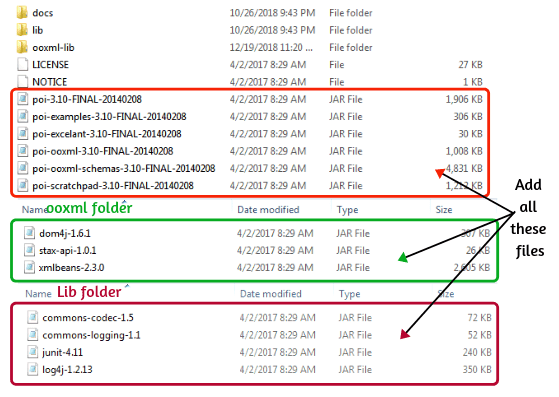 docs 10/26/2018 9:43 PM File folder
lib 10/26/2018 9:43 PM File folder
ooxml-lib 12/19/2018 11:20 ... File folder
LICENSE 4/2/2017 8:29 AM File 27 KB
NOTICE 4/2/2017 8:29 AM File 1 KB
poi-3.10-FINAL-20140208 4/2/2017 8:29 AM JAR File 1,906 KB
poi-examples-3.10-FINAL-20140208 4/2/2017 8:29 AM JAR File 306 KB
poi-excelant-3.10-FINAL-20140208 4/2/2017 8:29 AM JAR File 30 KB
poi-ooxml-3.10-FINAL-20140208 4/2/2017 8:29 AM JAR File 1,008 KB
poi-ooxml-schemas-3.10-FINAL-20140208 4/2/2017 8:29 AM JAR File 4,831 KB
poi-scratchpad-3.10-FINAL-20140208 4/2/2017 8:29 AM JAR File 1,213 KB
Add
all
these
files
Name ooxml folder Date modified Type Size
dom4j-1.6.1 4/2/2017 8:29 AM JAR File 307 KB
stax-api-1.0.1 4/2/2017 8:29 AM JAR File 26 KB
xmlbeans-2.3.0 4/2/2017 8:29 AM JAR File 2,605 KB
Name Lib folder Date modified Type Size
commons-codec-1.5 4/2/2017 8:29 AM JAR File 72 KB
commons-logging-1.1 4/2/2017 8:29 AM JAR File 52 KB
junit-4.11 4/2/2017 8:29 AM JAR File 240 KB
log4j-1.2.13 4/2/2017 8:29 AM JAR File 350 KB